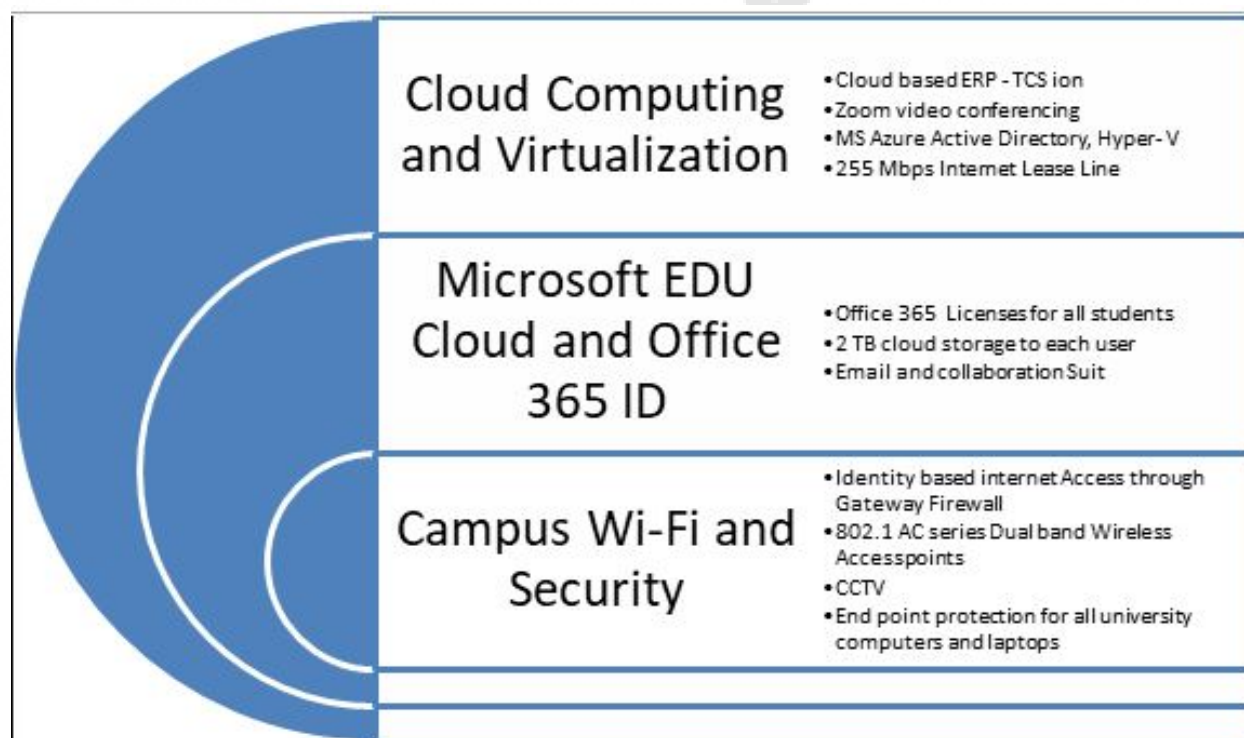 Cloud Computing
and Virtualization
•Cloud based ERP - TCS ion
•Zoom video conferencing
•MS Azure Active Directory, Hyper- V
•255 Mbps Internet Lease Line
Microsoft EDU
Cloud and Office
365 ID
•Office 365 Licenses for all students
•2 TB cloud storage to each user
•Email and collaboration Suit
Campus Wi-Fi and
Security
•Identity based internet Access through
Gateway Firewall
•802.1 AC series Dual band Wireless
Accesspoints
•CCTV
•End point protection for all university
computers and laptops